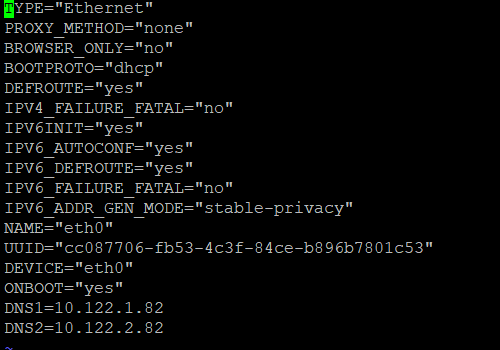 TYPE="Ethernet"
PROXY_METHOD="none"
BROWSER_ONLY="no"
BOOTPROTO="dhcp"
DEFROUTE="yes"
IPV4_FAILURE_FATAL="no"
IPV6INIT="yes"
IPV6_AUTOCONF="yes"
IPV6_DEFROUTE="yes"
IPV6_FAILURE_FATAL="no"
IPV6_ADDR_GEN_MODE="stable-privacy"
NAME="eth0"
UUID="cc087706-fb53-4c3f-84ce-b896b7801c53"
DEVICE="eth0"
ONBOOT="yes"
DNS1=10.122.1.82
DNS2=10.122.2.82
~